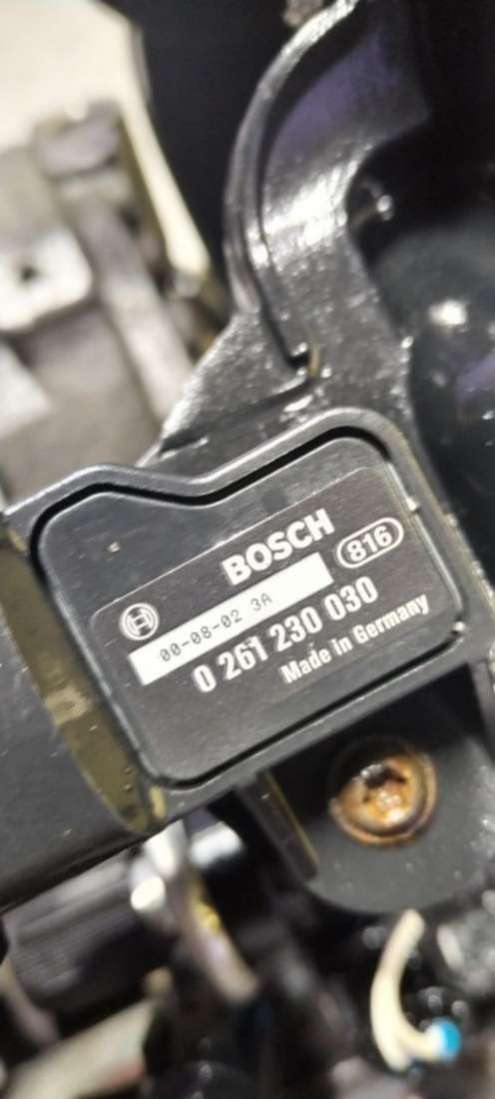 BOSCH
816
00-08-02 3A
0 261 230 030
Made in Germany